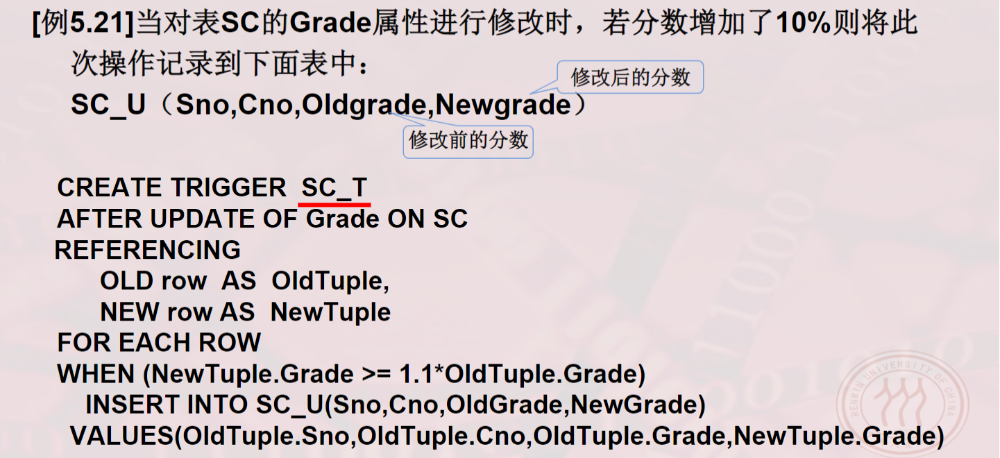 [例5.21]当对表SC的Grade属性进行修改时，若分数增加了10%则将此
次操作记录到下面表中：
修改后的分数
SC_U（Sno,Cno,Oldgrade,Newgrade）
修改前的分数
CREATE TRIGGER SC_T
AFTER UPDATE OF Grade ON SC
REFERENCING
OLD row AS OldTuple,
NEW row AS NewTuple
FOR EACH ROW
WHEN (NewTuple.Grade >= 1.1*OldTuple.Grade)
INSERT INTO SC_U(Sno,Cno,OldGrade,NewGrade)
VALUES(OldTuple.Sno,OldTuple.Cno,OldTuple.Grade,NewTuple.Grade)
RENMIN UNIVERSITY OF CHINA